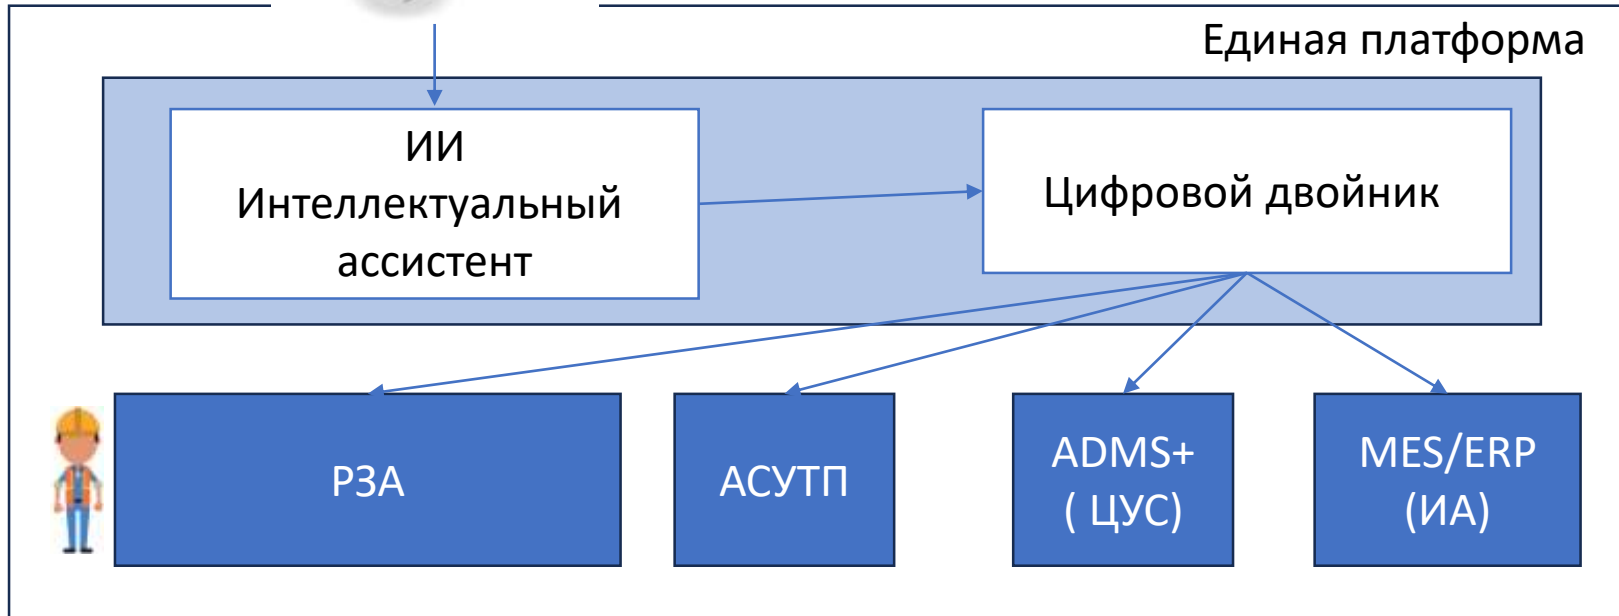 Единая платформа
ИИ
Интеллектуальный
ассистент
Цифровой двойник
РЗА
АСУТП
ADMS+
( ЦУС)
MES/ERP
(ИА)